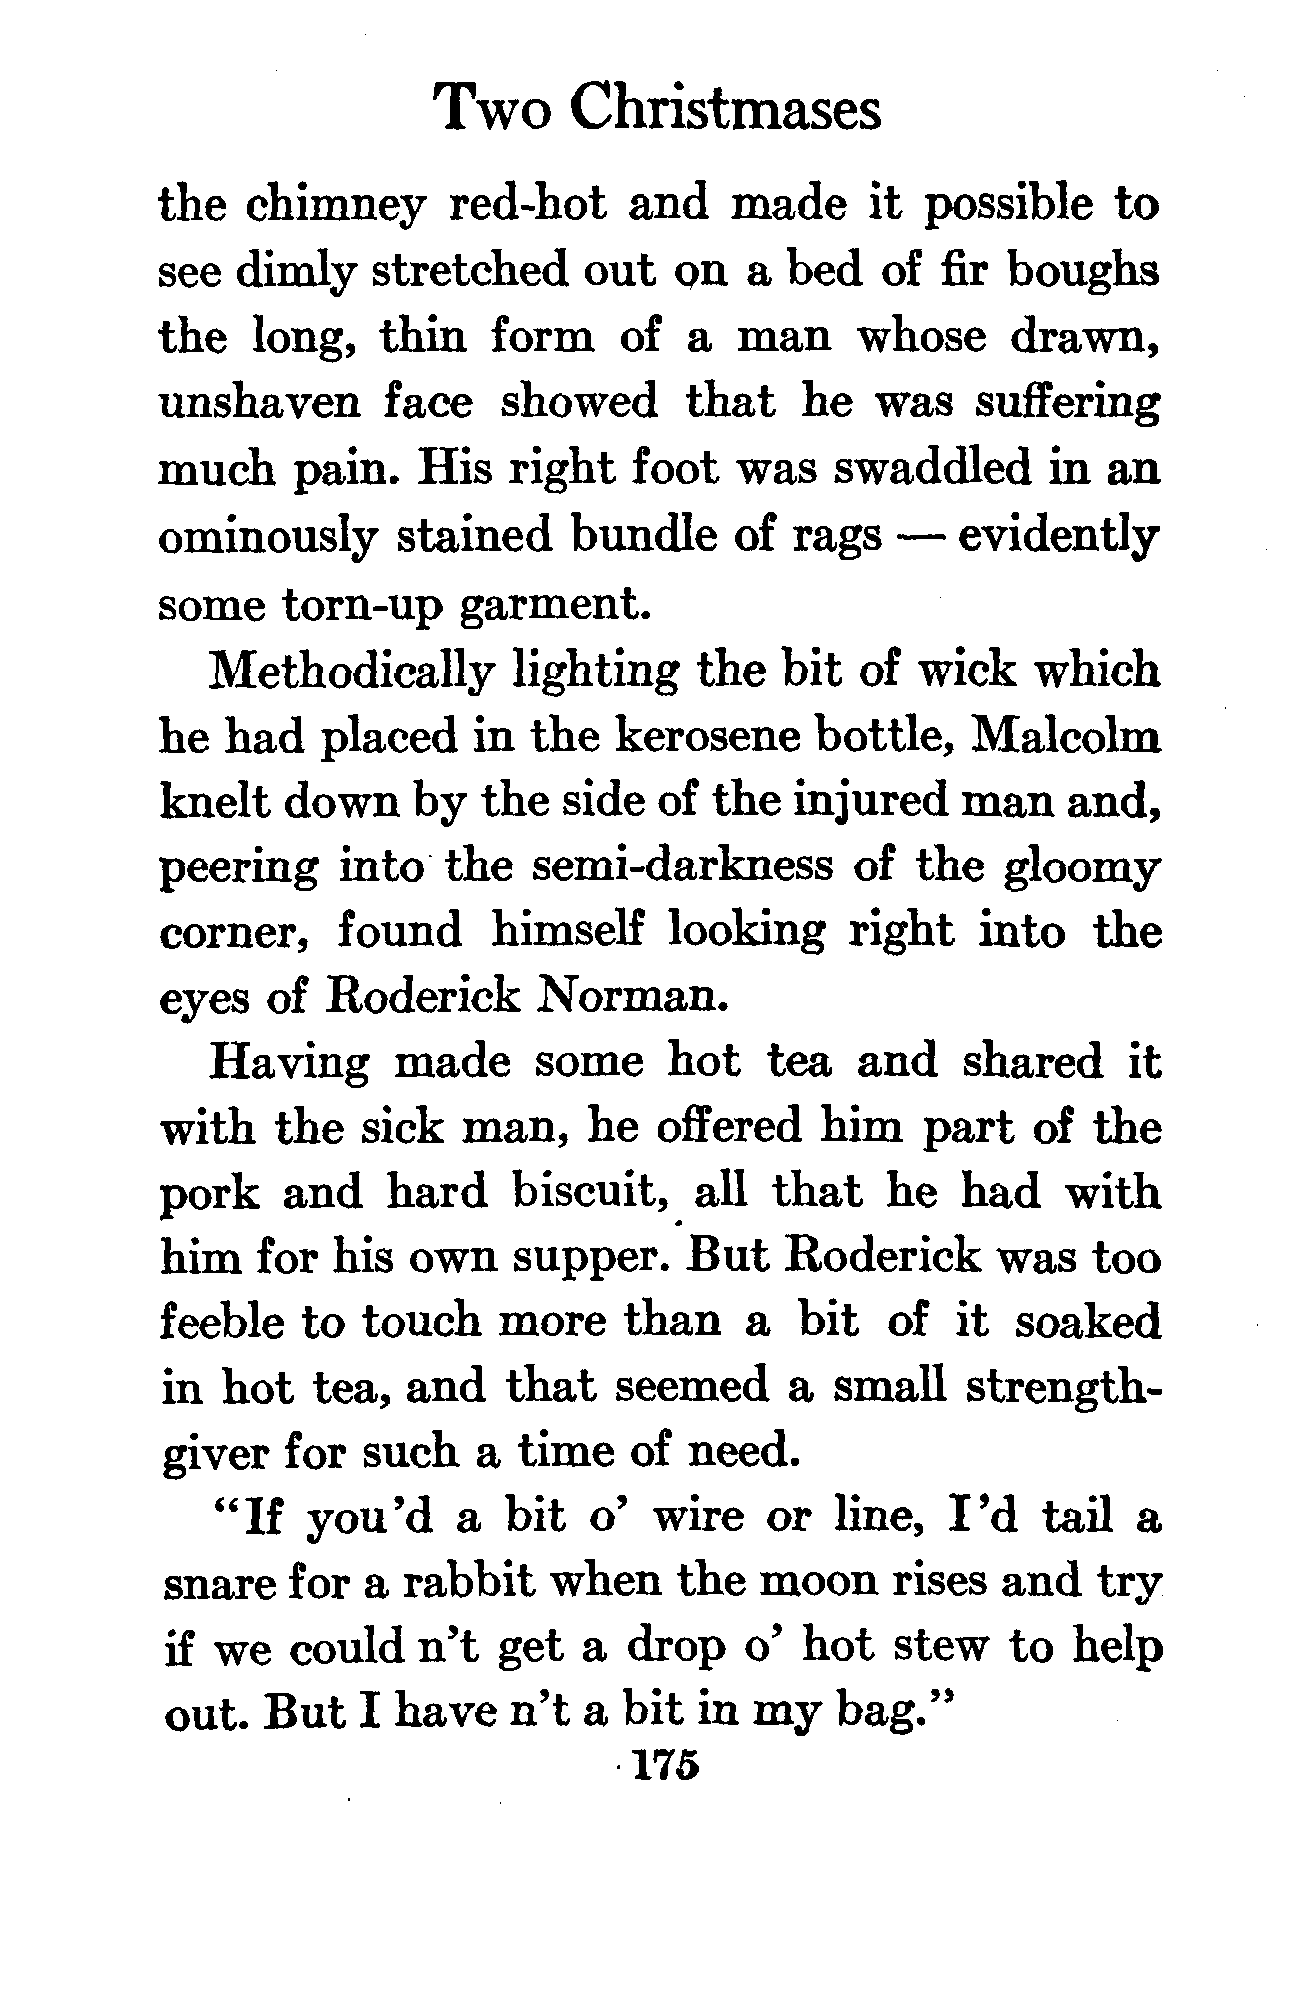 Two Christmases
the chimney red-hot and made it possible to
see dimly stretched out on a bed of fir boughs
the long, thin form of a man whose drawn,
unshaven face showed that he was suffering
much pain. His right foot was swaddled in an
ominously stained bundle of rags — evidently
some torn-up garment.
Methodically lighting the bit of wick which
he had placed in the kerosene bottle, Malcolm
knelt down by the side of the injured man and,
peering into the semi-darkness of the gloomy
corner, found himself looking right into the
eyes of Roderick Norman.
Having made some hot tea and shared it
with the sick man, he offered him part of the
pork and hard biscuit, all that he had with
him for his own supper. But Roderick was too
feeble to touch more than a bit of it soaked
in hot tea, and that seemed a small strength-
giver for such a time of need.
“If you’d a bit o’ wire or line, I’d tail a
snare for a rabbit when the moon rises and try
if we could n’t get a drop o’ hot stew to help
out. But I have n’t a bit in my bag.”
175